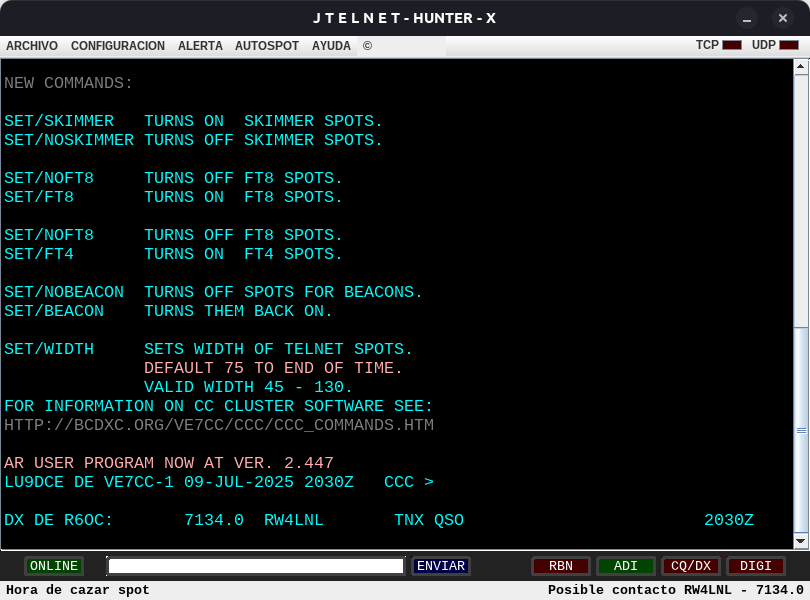 JTELNET-HUNTER-X
ARCHIVO CONFIGURACION ALERTA AUTOSPOT AYUDA © TCP UDP
NEW COMMANDS:
SET/SKIMMER TURNS ON SKIMMER SPOTS.
SET/NOSKIMMER TURNS OFF SKIMMER SPOTS.
SET/NOFT8 TURNS OFF FT8 SPOTS.
SET/FT8 TURNS ON FT8 SPOTS.
SET/NOFT8 TURNS OFF FT8 SPOTS.
SET/FT4 TURNS ON FT4 SPOTS.
SET/NOBEACON TURNS OFF SPOTS FOR BEACONS.
SET/BEACON TURNS THEM BACK ON.
SET/WIDTH SETS WIDTH OF TELNET SPOTS.
DEFAULT 75 TO END OF TIME.
VALID WIDTH 45 - 130.
FOR INFORMATION ON CC CLUSTER SOFTWARE SEE:
HTTP://BCDXC.ORG/VE7CC/CCC/CCC_COMMANDS.HTM
AR USER PROGRAM NOW AT VER. 2.447
LU9DCE DE VE7CC-1 09-JUL-2025 2030Z CCC >
DX DE R6OC: 7134.0 RW4LNL TNX QSO 2030Z
ONLINE ENVIAR RBN ADI CQ/DX DIGI
Hora de cazar spot Posible contacto RW4LNL - 7134.0